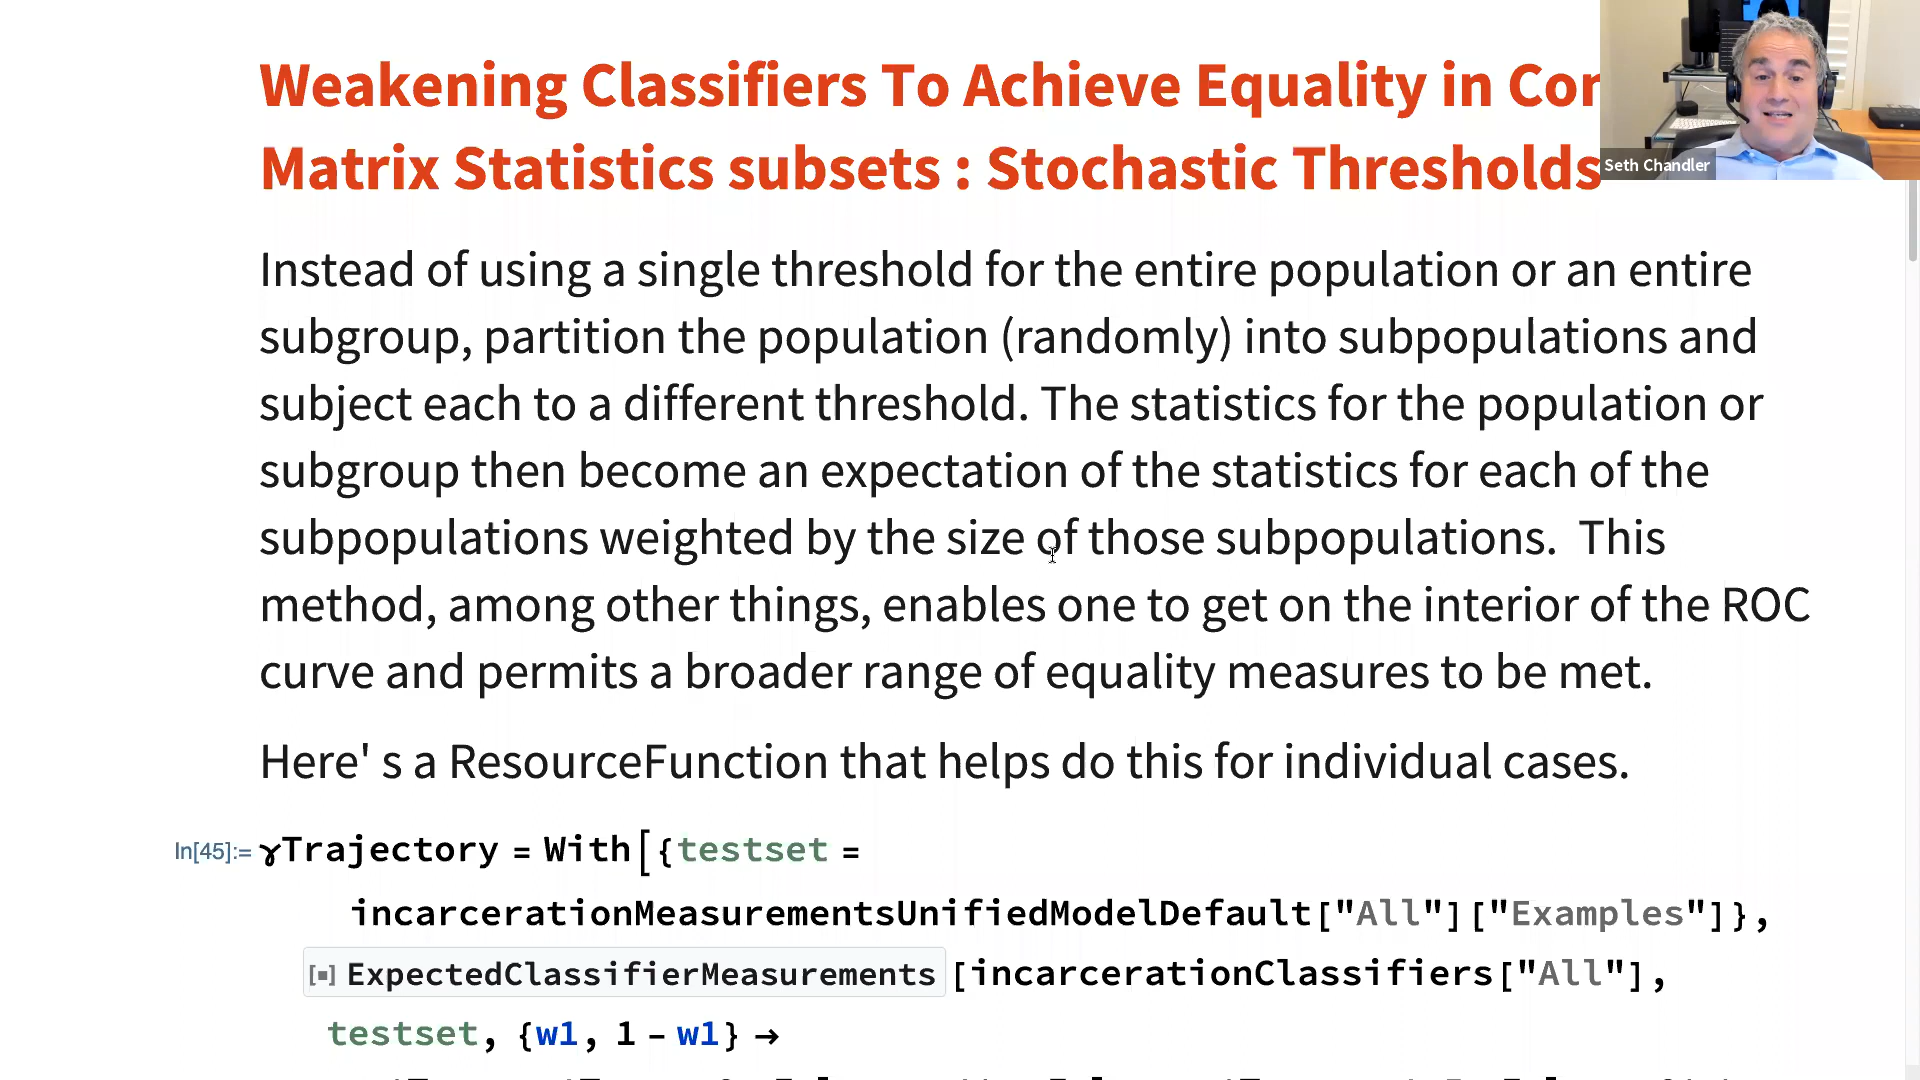 Weakening Classifiers To Achieve Equality in
Matrix Statistics subsets : Stochastic Thresholds
Seth Chandler
Instead of using a single threshold for the entire population or an entire
subgroup, partition the population (randomly) into subpopulations and
subject each to a different threshold. The statistics for the population or
subgroup then become an expectation of the statistics for each of the
subpopulations weighted by the size of those subpopulations.  This
method, among other things, enables one to get on the interior of the ROC
curve and permits a broader range of equality measures to be met.
Here' s a ResourceFunction that helps do this for individual cases.
In[45]:= γTrajectory = With[{testset =
incarcerationMeasurementsUnifiedModelDefault["All"]["Examples"]},
[▪] ExpectedClassifierMeasurements [incarcerationClassifiers["All"],
testset, {w1, 1 – w1} →